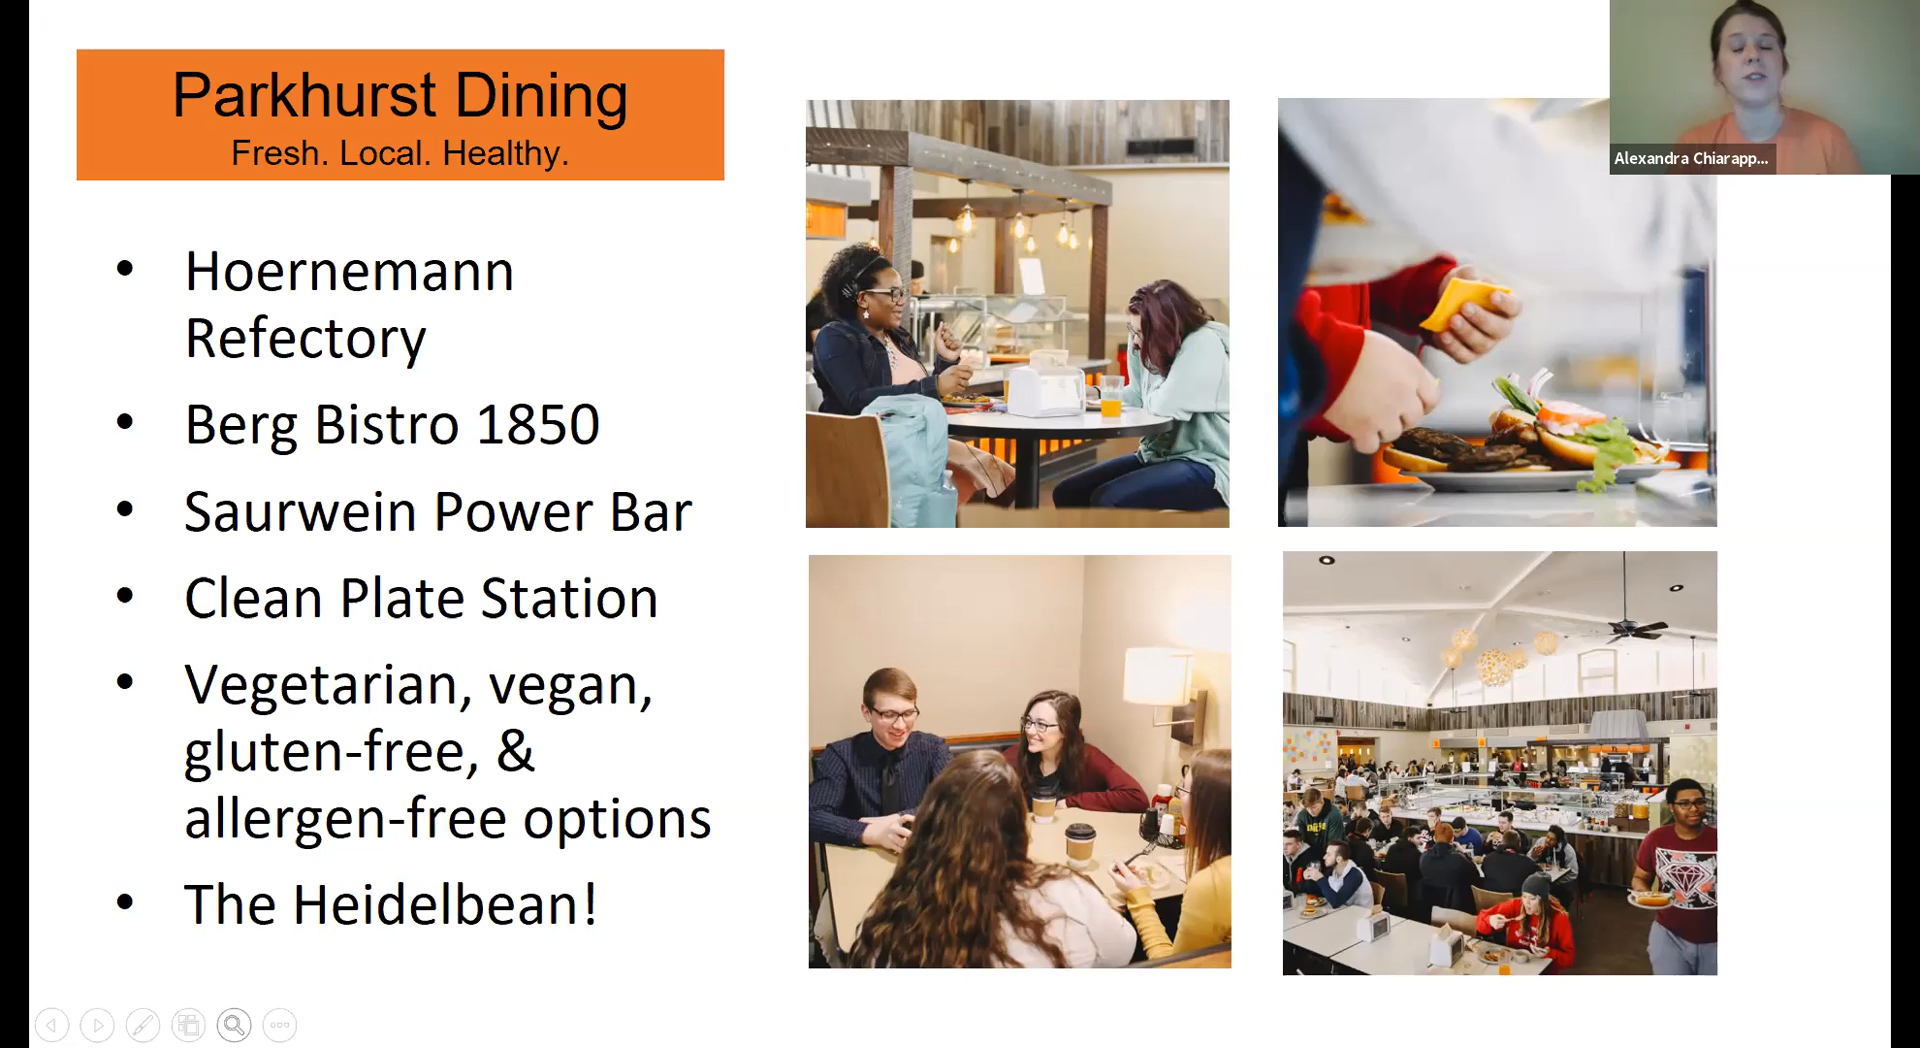 Parkhurst Dining
Fresh. Local. Healthy.
Alexandra Chiarapp...
• Hoernemann
Refectory
• Berg Bistro 1850
• Saurwein Power Bar
• Clean Plate Station
• Vegetarian, vegan,
gluten-free, &
allergen-free options
• The Heidelbean!